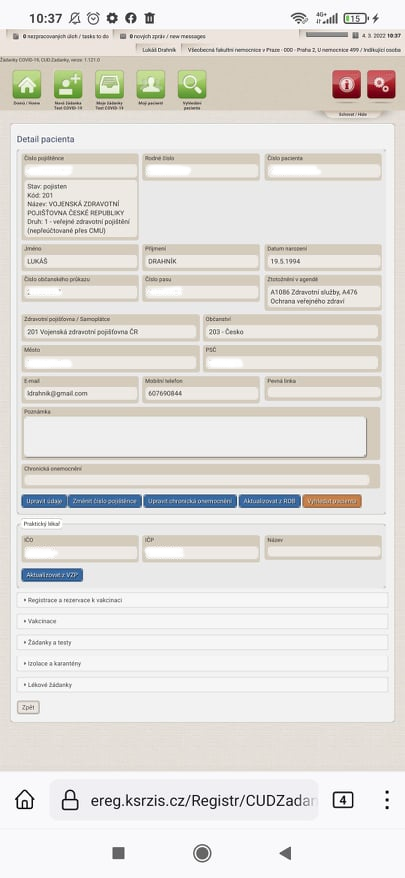 10:37
4G+
15
0 nezpracovaných úloh / tasks to do
0 nových zpráv / new messages
4. 3. 2022 10:37
Lukáš Drahník
Všeobecná fakultní nemocnice v Praze - 000 - Praha 2, U nemocnice 499 / Indikující osoba
Žádanky COVID-19, CUD.Zadanky, verze: 1.121.0
Domů / Home
Nová žádanka Test COVID-19
Moje žádanky Test COVID-19
Moji pacienti
Vyhledání pacienta
Schovat / Hide
Detail pacienta
Číslo pojištěnce
Rodné číslo
Číslo pacienta
Stav: pojisten
Kód: 201
Název: VOJENSKÁ ZDRAVOTNÍ
POJIŠŤOVNA ČESKÉ REPUBLIKY
Druh: 1 - veřejné zdravotní pojištění
(nepřeúčtované přes CMU)
Jméno
Příjmení
Datum narození
LUKÁŠ
DRAHNÍK
19.5.1994
Číslo občanského průkazu
Číslo pasu
Ztotožnění v agendě
A1086 Zdravotní služby, A476
Ochrana veřejného zdraví
Zdravotní pojišťovna / Samoplátce
Občanství
201 Vojenská zdravotní pojišťovna ČR
203 - Česko
Město
PSČ
E-mail
Mobilní telefon
Pevná linka
ldrahnik@gmail.com
607690844
Poznámka
Chronická onemocnění
Upravit údaje
Změnit číslo pojištěnce
Upravit chronická onemocnění
Aktualizovat z ROB
Vyhledat pacienta
Praktický lékař
IČO
IČP
Název
Aktualizovat z VZP
Registrace a rezervace k vakcinaci
Vakcinace
Žádanky a testy
Izolace a karantény
Lékové žádanky
Zpět
ereg.ksrzis.cz/Registr/CUDZadan
4